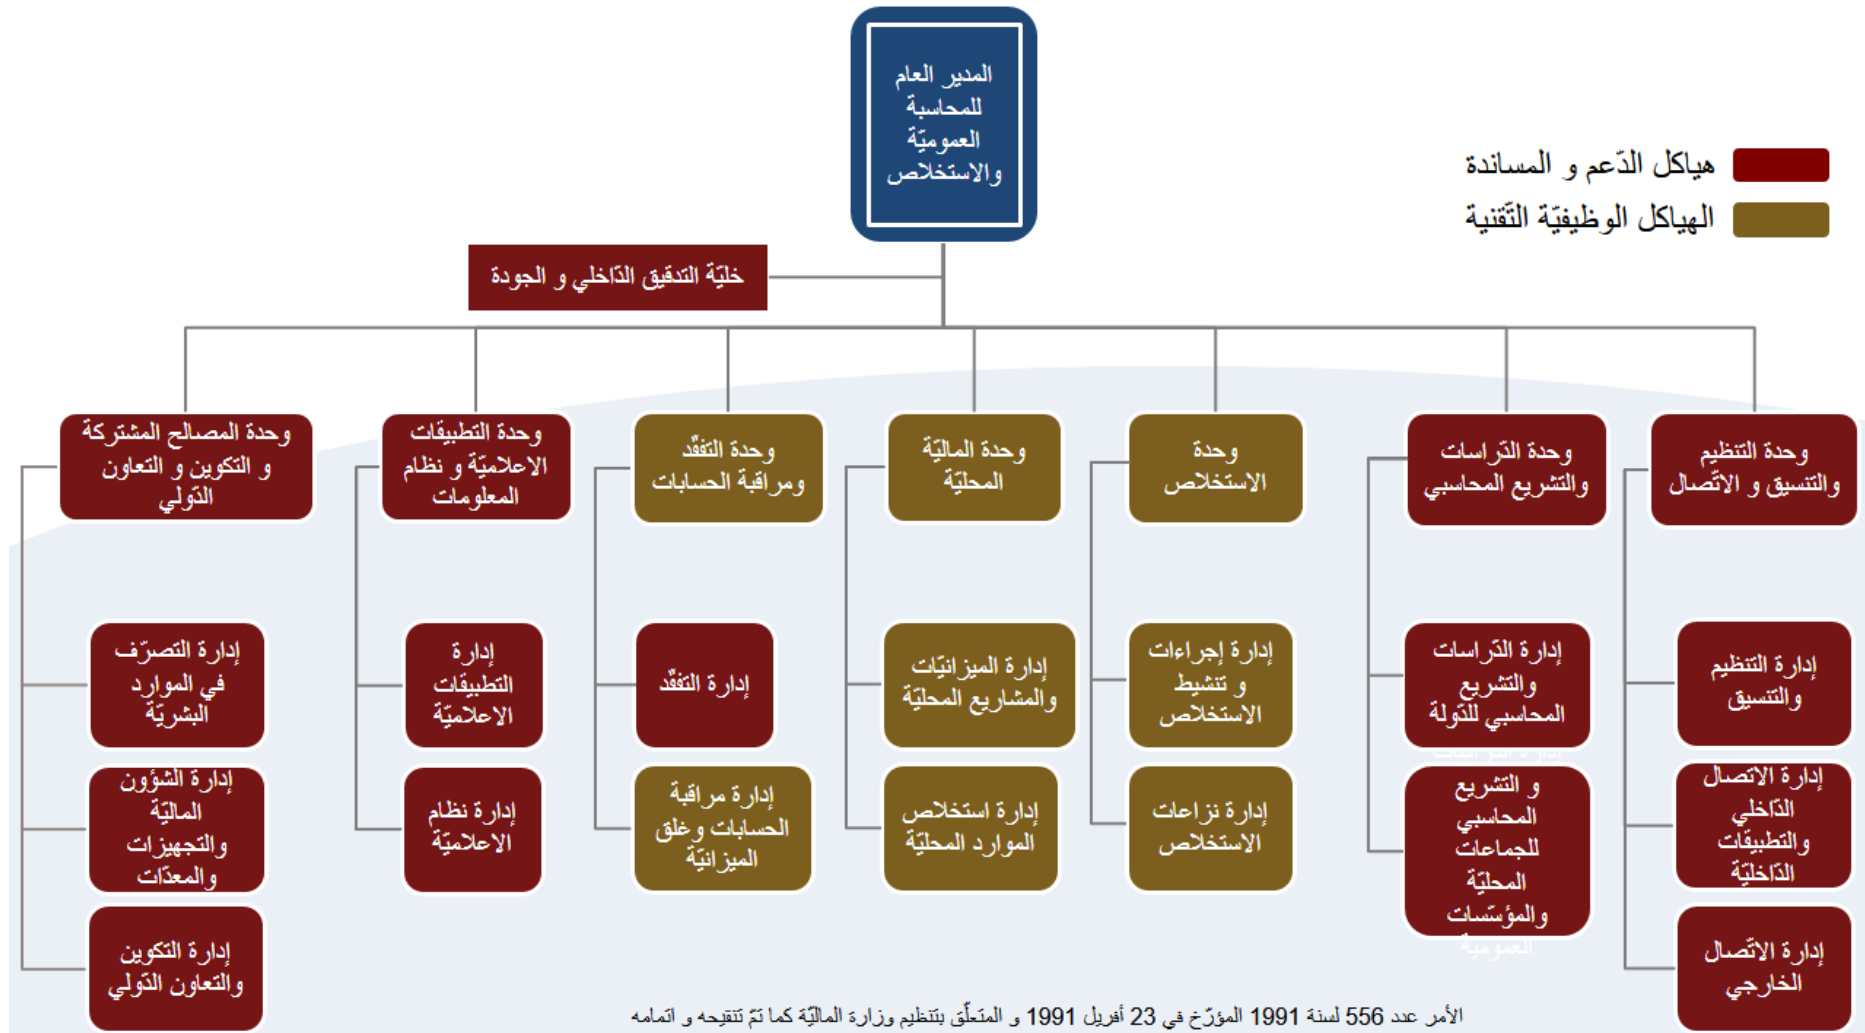 المدير العام
للمحاسبة
العموميّة
والاستخلاص
هياكل الدّعم و المساندة
الهياكل الوظيفيّة التّقنية
خليّة التدقيق الدّاخلي و الجودة
وحدة التنظيم
والتنسيق و الاتّصال
وحدة الدّراسات
والتشريع المحاسبي
وحدة
الاستخلاص
وحدة الماليّة
المحليّة
وحدة التفقّد
ومراقبة الحسابات
وحدة التطبيقات
الاعلاميّة و نظام
المعلومات
وحدة المصالح المشتركة
و التكوين و التعاون
الدّولي
إدارة التنظيم
والتنسيق
إدارة الدّراسات
والتشريع
المحاسبي للدّولة
إدارة إجراءات
و تنشيط
الاستخلاص
إدارة الميزانيّات
والمشاريع المحليّة
إدارة التفقّد
إدارة
التطبيقات
الاعلاميّة
إدارة التصرّف
في الموارد
البشريّة
إدارة الاتصال
الدّاخلي
والتطبيقات
الدّاخليّة
و التشريع
المحاسبي
للجماعات
المحليّة
والمؤسّسات
العمومية
إدارة نزاعات
الاستخلاص
إدارة استخلاص
الموارد المحليّة
إدارة مراقبة
الحسابات وغلق
الميزانيّة
إدارة نظام
الاعلاميّة
إدارة الشؤون
الماليّة
والتجهيزات
والمعدّات
إدارة الاتّصال
الخارجي
إدارة التكوين
والتعاون الدّولي
الأمر عدد 556 لسنة 1991 المؤرّخ في 23 أفريل 1991 و المتعلّق بتنظيم وزارة الماليّة كما تمّ تنقيحه و اتمامه